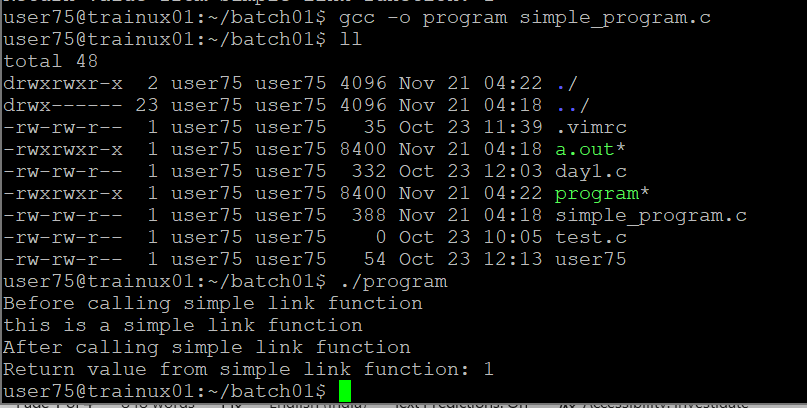 user75@trainux01:~/batch01$ gcc -o program simple_program.c
user75@trainux01:~/batch01$ ll
total 48
drwxrwxr-x  2 user75 user75 4096 Nov 21 04:22 ./
drwx------ 23 user75 user75 4096 Nov 21 04:18 ../
-rw-rw-r--  1 user75 user75   35 Oct 23 11:39 .vimrc
-rwxrwxr-x  1 user75 user75 8400 Nov 21 04:18 a.out*
-rw-rw-r--  1 user75 user75  332 Oct 23 12:03 day1.c
-rwxrwxr-x  1 user75 user75 8400 Nov 21 04:22 program*
-rw-rw-r--  1 user75 user75  388 Nov 21 04:18 simple_program.c
-rw-rw-r--  1 user75 user75    0 Oct 23 10:05 test.c
-rw-rw-r--  1 user75 user75   54 Oct 23 12:13 user75
user75@trainux01:~/batch01$ ./program
Before calling simple link function
this is a simple link function
After calling simple link function
Return value from simple link function: 1
user75@trainux01:~/batch01$